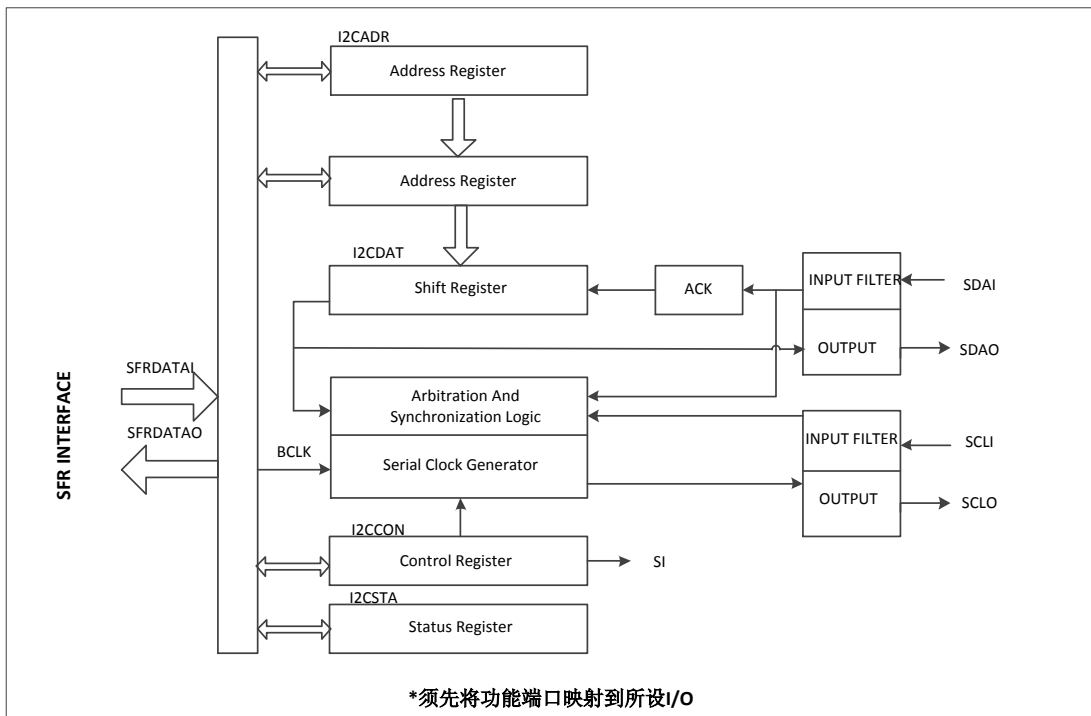 I2CADR
Address Register
Address Register
I2CDAT
Shift Register
ACK
INPUT FILTER
SDAI
OUTPUT
SDAO
SFR INTERFACE
SFRDATAI
SFRDATAO
Arbitration And
Synchronization Logic
BCLK
Serial Clock Generator
INPUT FILTER
SCLI
OUTPUT
SCLO
I2CCON
Control Register
SI
I2CSTA
Status Register
*须先将功能端口映射到所设I/O